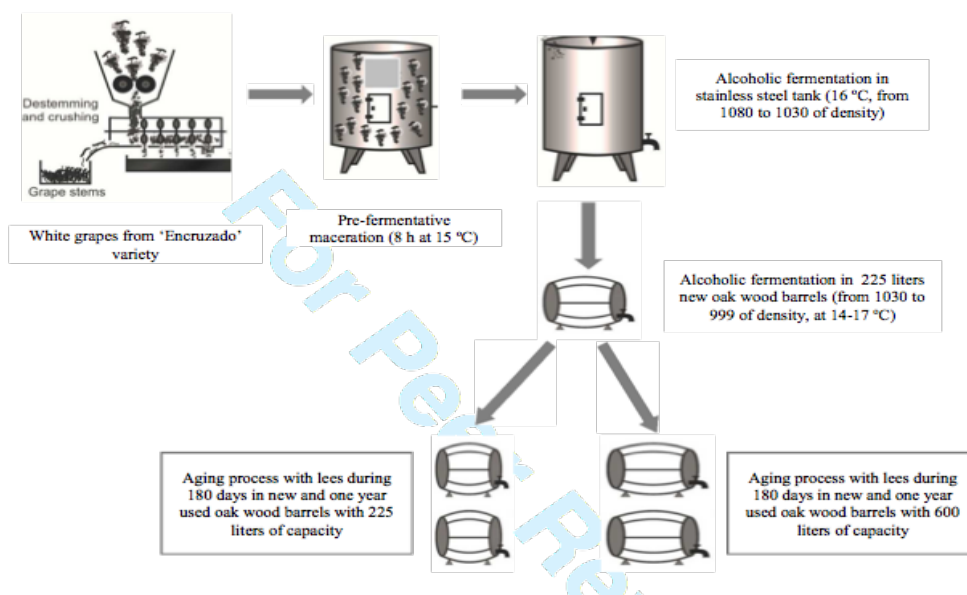 Destemming
and crushing
Grape stems
White grapes from ‘Encruzado’
variety
Pre-fermentative
maceration (8 h at 15 ºC)
Alcoholic fermentation in
stainless steel tank (16 ºC, from
1080 to 1030 of density)
Alcoholic fermentation in 225 liters
new oak wood barrels (from 1030 to
999 of density, at 14-17 ºC)
Aging process with lees during
180 days in new and one year
used oak wood barrels with 225
liters of capacity
Aging process with lees during
180 days in new and one year
used oak wood barrels with 600
liters of capacity
For Peer Re